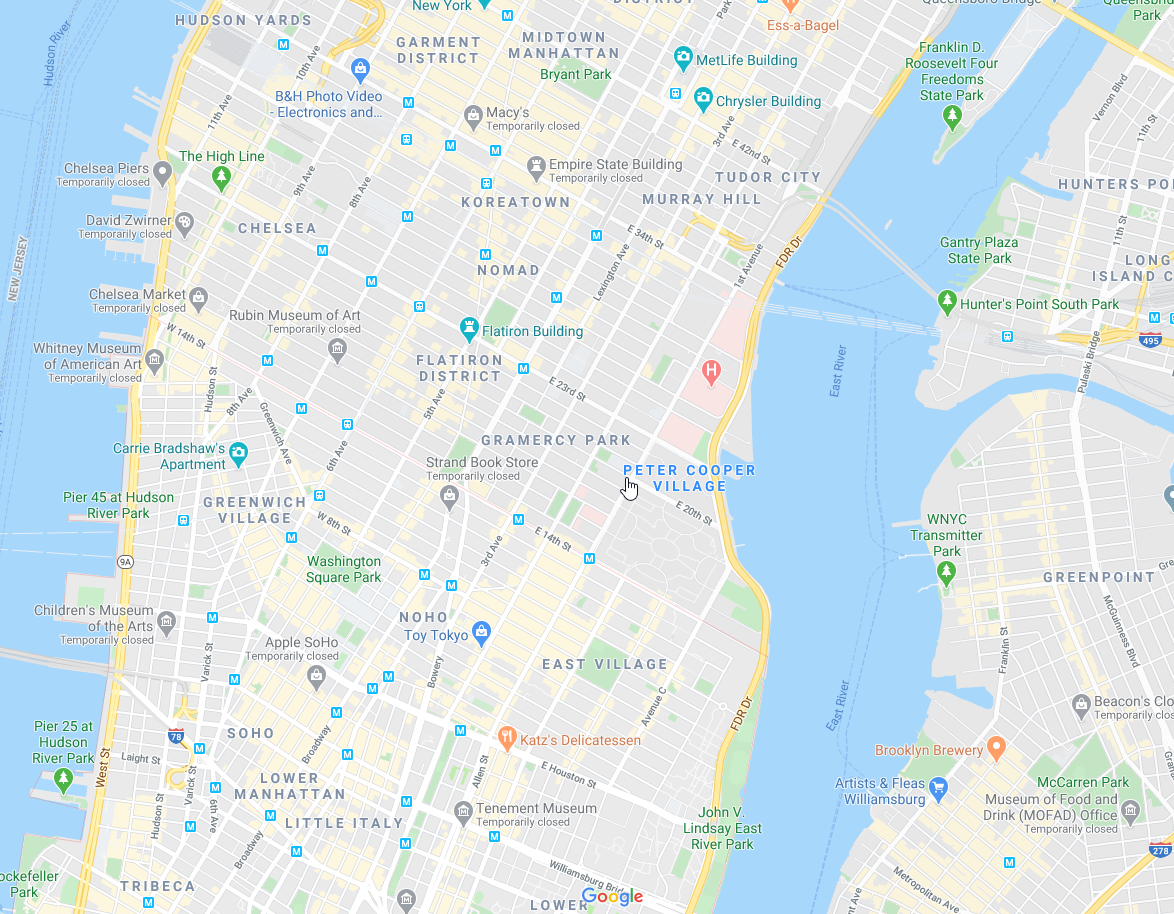 HUDSON YARDS
New York
DISTRICT
Park
Ess-a-Bagel
Queensboro Bridge
Queensbridge
Park
Hudson River
GARMENT
DISTRICT
MIDTOWN
MANHATTAN
Bryant Park
MetLife Building
Chrysler Building
Franklin D.
Roosevelt Four
Freedoms
State Park
Vernon Blvd
11th St
10th Ave
11th Ave
B&H Photo Video
- Electronics and...
Macy's
Temporarily closed
3rd Ave
E 42nd St
Chelsea Piers
Temporarily closed
The High Line
9th Ave
8th Ave
Empire State Building
Temporarily closed
KOREATOWN
MURRAY HILL
TUDOR CITY
HUNTERS POI
David Zwirner
Temporarily closed
CHELSEA
E 34th St
FDR Dr
11th St
NEW JERSEY
NOMAD
Lexington Ave
1st Avenue
Gantry Plaza
State Park
LONG
ISLAND C
Chelsea Market
Temporarily closed
Rubin Museum of Art
Temporarily closed
Hunter's Point South Park
W 14th St
Flatiron Building
495
Whitney Museum
of American Art
Temporarily closed
FLATIRON
DISTRICT
H
East River
Pulaski Bridge
Hudson St
8th Ave
5th Ave
E 23rd St
Greenwich Ave
6th Ave
GRAMERCY PARK
Carrie Bradshaw's
Apartment
Strand Book Store
Temporarily closed
PETER COOPER
VILLAGE
Pier 45 at Hudson
River Park
GREENWICH
VILLAGE
W 8th St
E 20th St
WNYC
Transmitter
Park
E 14th St
3rd Ave
9A
Washington
Square Park
GREENPOINT
Gre
Children's Museum
of the Arts
Temporarily closed
NOHO
Toy Tokyo
Franklin St
McGuinness Blvd
Apple SoHo
Temporarily closed
Varick St
Bowery
EAST VILLAGE
Avenue C
FDR Dr
East River
Beacon's Clo
Temporarily clo
Pier 25 at
Hudson
River Park
78
SOHO
Broadway
Katz's Delicatessen
Brooklyn Brewery
West St
Laight St
Varick St
LOWER
MANHATTAN
Allen St
E Houston St
Artists & Fleas
Williamsburg
McCarren Park
Museum of Food and
Drink (MOFAD) Office
Temporarily closed
Hudson St
6th Ave
LITTLE ITALY
Tenement Museum
Temporarily closed
John V.
Lindsay East
River Park
278
Broadway
Williamsburg Bridge
ockefeller
Park
TRIBECA
Google
LOWER
Metropolitan Ave